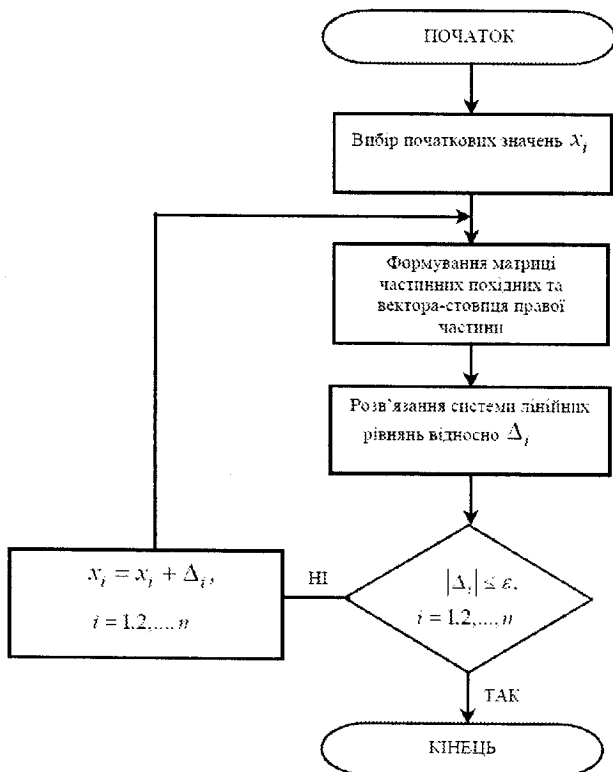 ПОЧАТОК
Вибір початкових значень x_i
Формування матриці
частинних похідних та
вектора-стовпця правої
частини
Розв'язання системи лінійних
рівнянь відносно Δ_i
x_i = x_i + Δ_i,
i = 1,2,..., n
НІ
|Δ_i| ≤ ε,
i = 1,2,..., n
ТАК
КІНЕЦЬ